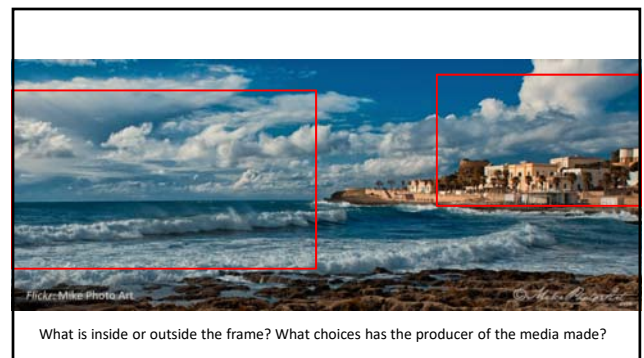 Flickr: Mike Photo Art
What is inside or outside the frame? What choices has the producer of the media made?